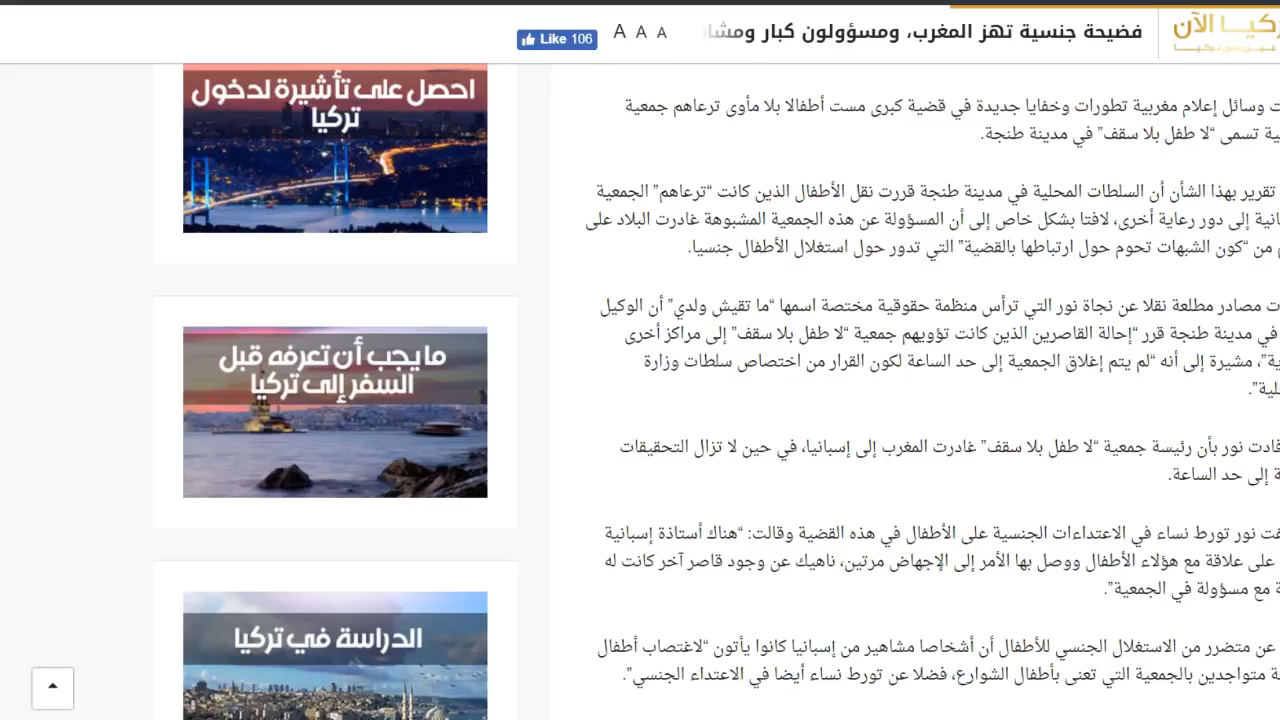 فضيحة جنسية تهز المغرب، ومسؤولون كبار
Like 106
A A A
وسائل إعلام مغربية تطورات وخفايا جديدة في قضية كبرى مست أطفالا بلا مأوى ترعاهم جمعية
تسمى “لا طفل بلا سقف” في مدينة طنجة.
تقرير بهذا الشأن أن السلطات المحلية في مدينة طنجة قررت نقل الأطفال الذين كانت “ترعاهم” الجمعية
إلى دور رعاية أخرى، لافتا بشكل خاص إلى أن المسؤولة عن هذه الجمعية المشبوهة غادرت البلاد على
من “كون الشبهات تحوم حول ارتباطها بالقضية” التي تدور حول استغلال الأطفال جنسيا.
مصادر مطلعة نقلا عن نجاة نور التي ترأس منظمة حقوقية مختصة اسمها “ما تقيش ولدي” أن الوكيل
في مدينة طنجة قرر “إحالة القاصرين الذين كانت تؤويهم جمعية “لا طفل بلا سقف” إلى مراكز أخرى
مشيرة إلى أنه “لم يتم إغلاق الجمعية إلى حد الساعة لكون القرار من اختصاص سلطات وزارة
نور بأن رئيسة جمعية “لا طفل بلا سقف” غادرت المغرب إلى إسبانيا، في حين لا تزال التحقيقات
إلى حد الساعة.
نور تورط نساء في الاعتداءات الجنسية على الأطفال في هذه القضية وقالت: “هناك أستاذة إسبانية
على علاقة مع هؤلاء الأطفال ووصل بها الأمر إلى الإجهاض مرتين، ناهيك عن وجود قاصر آخر كانت له
مع مسؤولة في الجمعية”.
عن متضرر من الاستغلال الجنسي للأطفال أن أشخاصا مشاهير من إسبانيا كانوا يأتون “لاغتصاب أطفال
متواجدين بالجمعية التي تعنى بأطفال الشوارع، فضلا عن تورط نساء أيضا في الاعتداء الجنسي”.
احصل على تأشيرة لدخول
تركيا
ما يجب أن تعرفه قبل
السفر إلى تركيا
الدراسة في تركيا